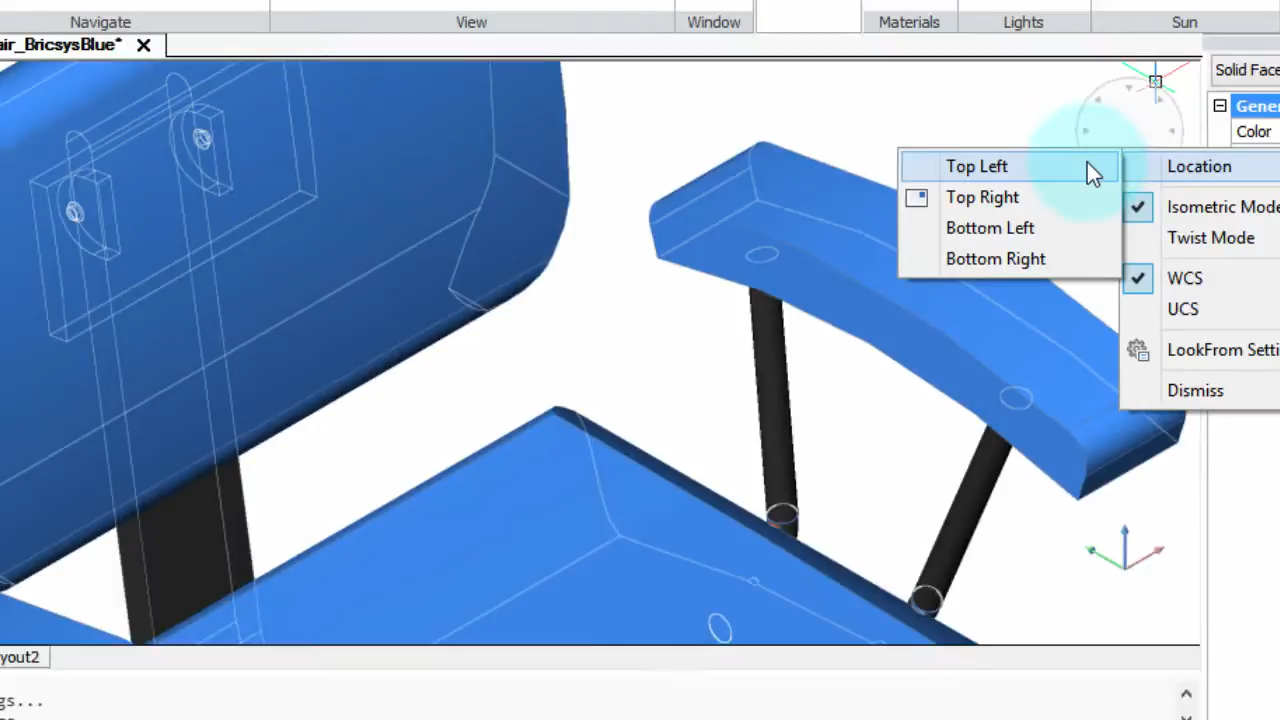 Navigate View Window Materials Lights Sun
air_BricsysBlue*
Solid Face
Gener
Color
Top Left
Top Right
Bottom Left
Bottom Right
Location
Isometric Mode
Twist Mode
WCS
UCS
LookFrom Setti
Dismiss
yout2
gs...